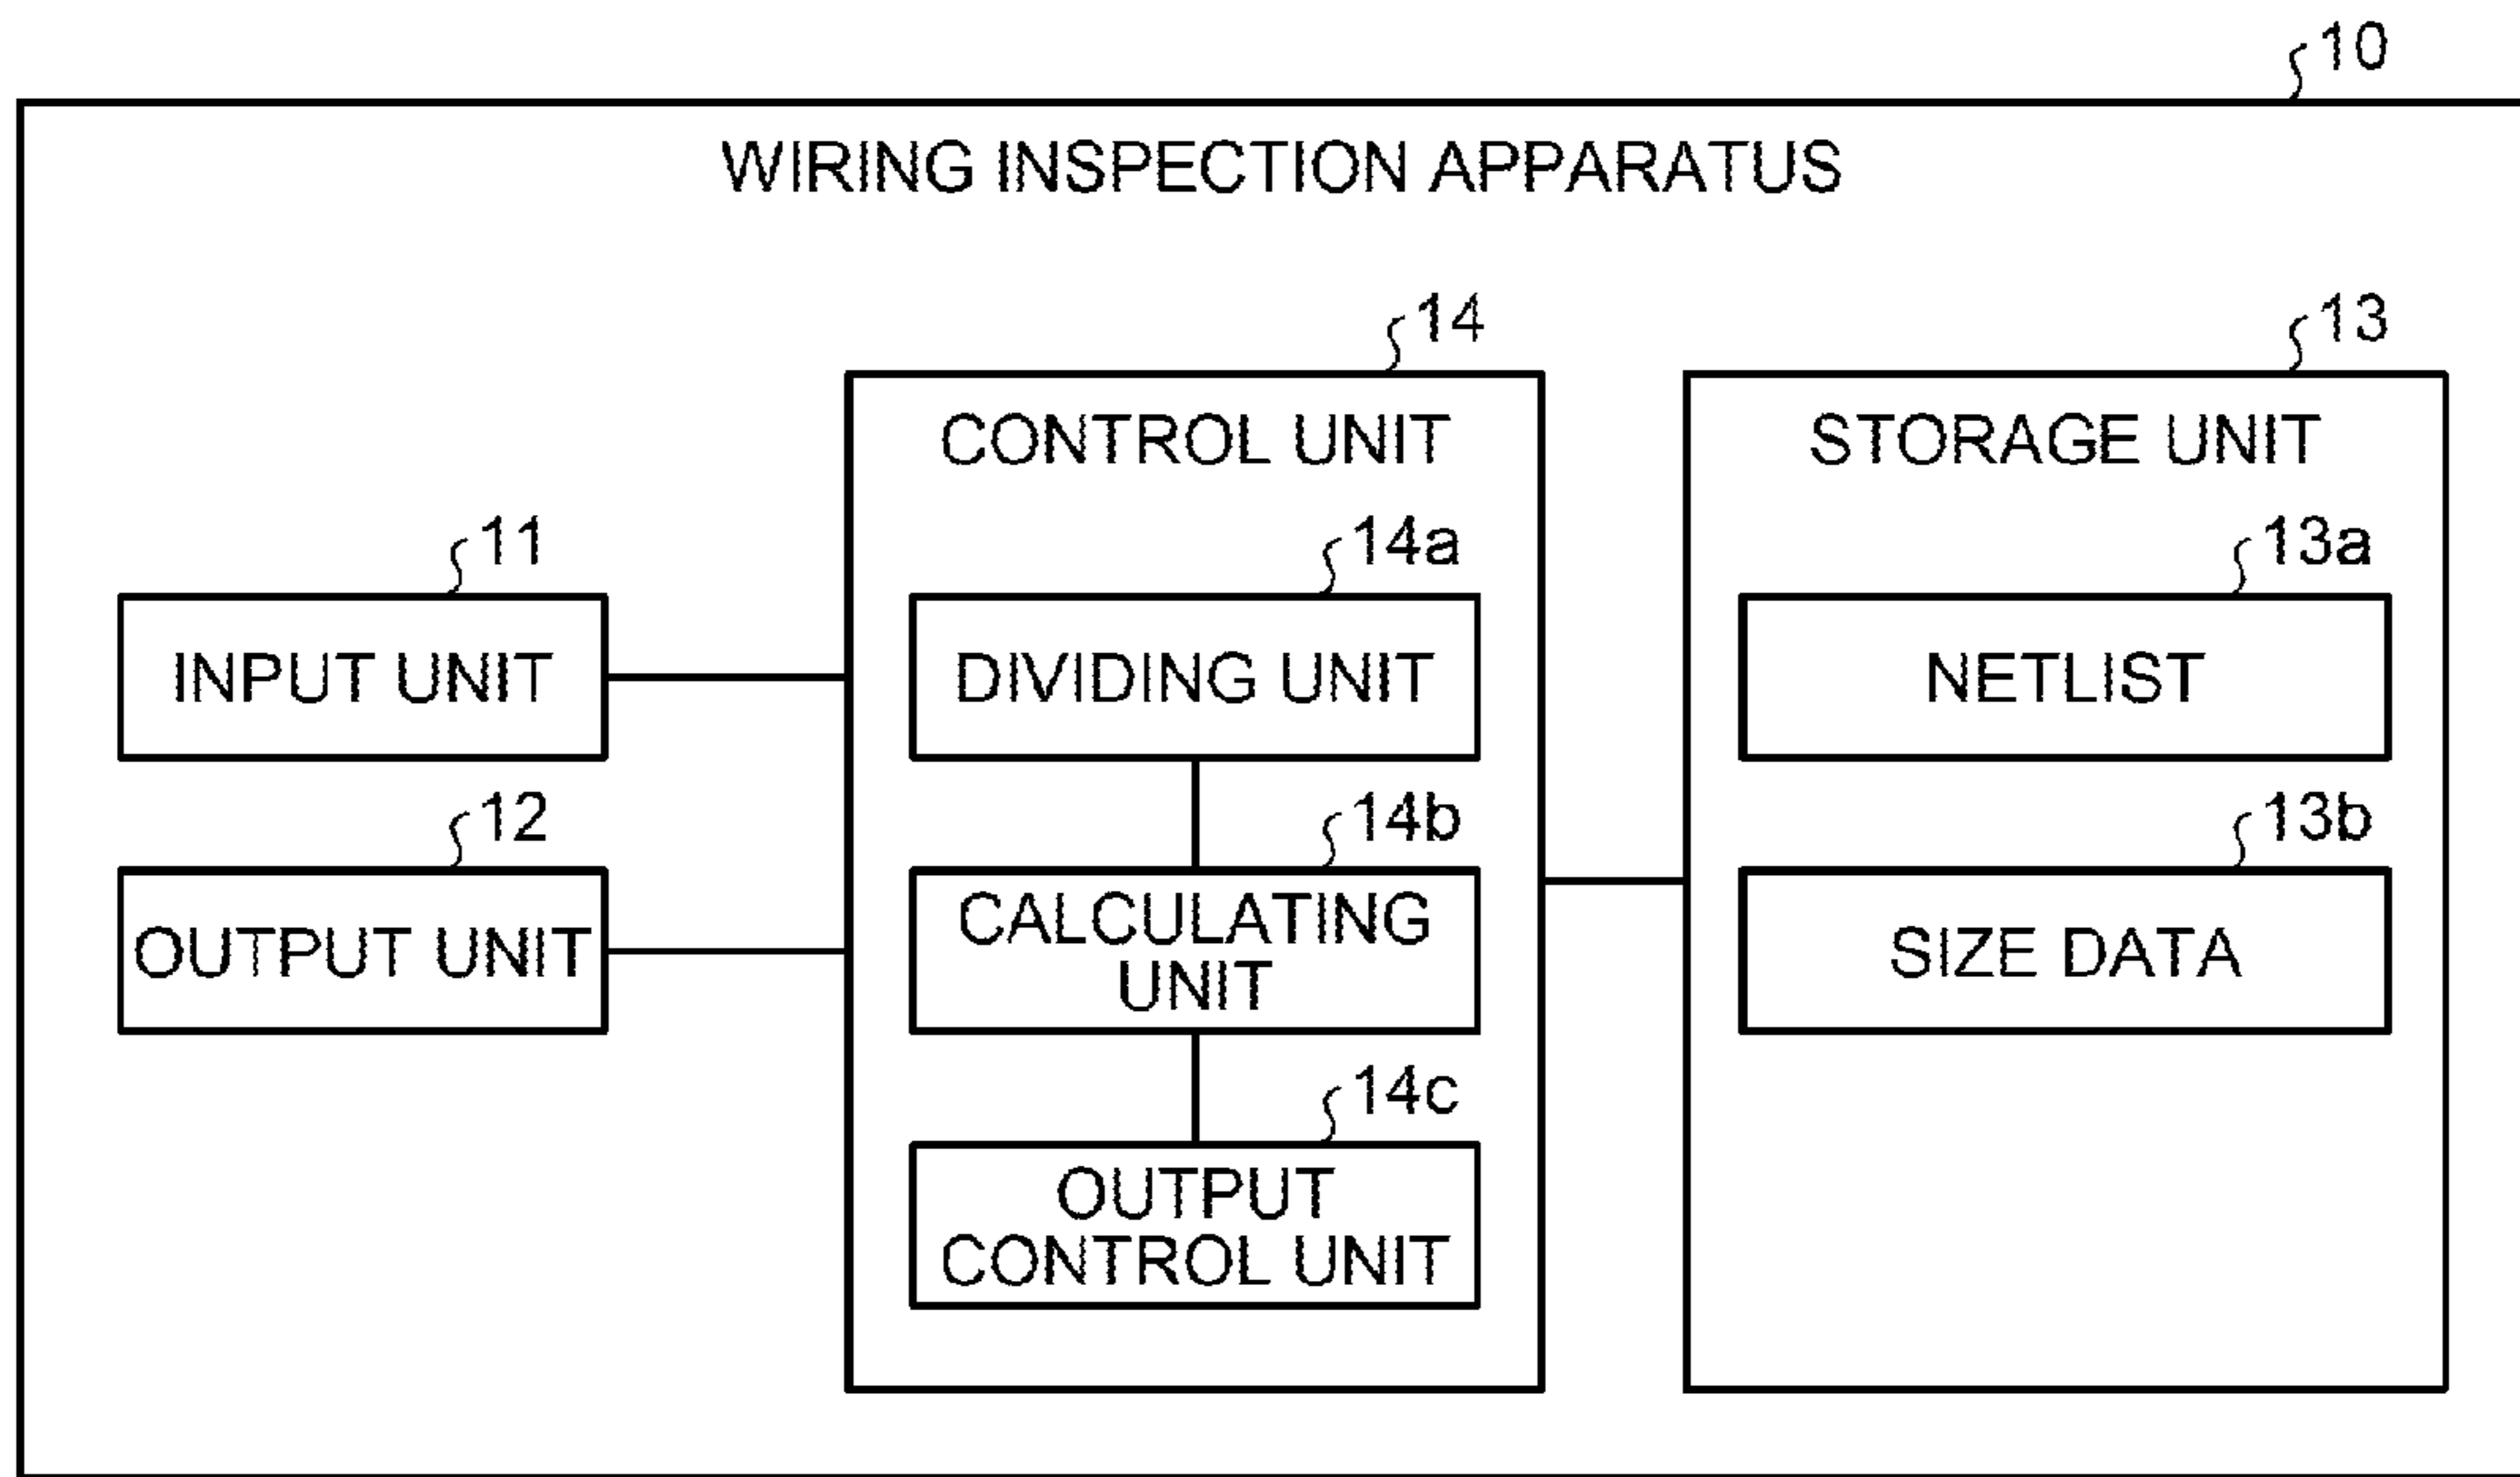 10
WIRING INSPECTION APPARATUS
14
CONTROL UNIT
13
STORAGE UNIT
11
INPUT UNIT
14a
DIVIDING UNIT
13a
NETLIST
12
OUTPUT UNIT
14b
CALCULATING
UNIT
13b
SIZE DATA
14c
OUTPUT
CONTROL UNIT